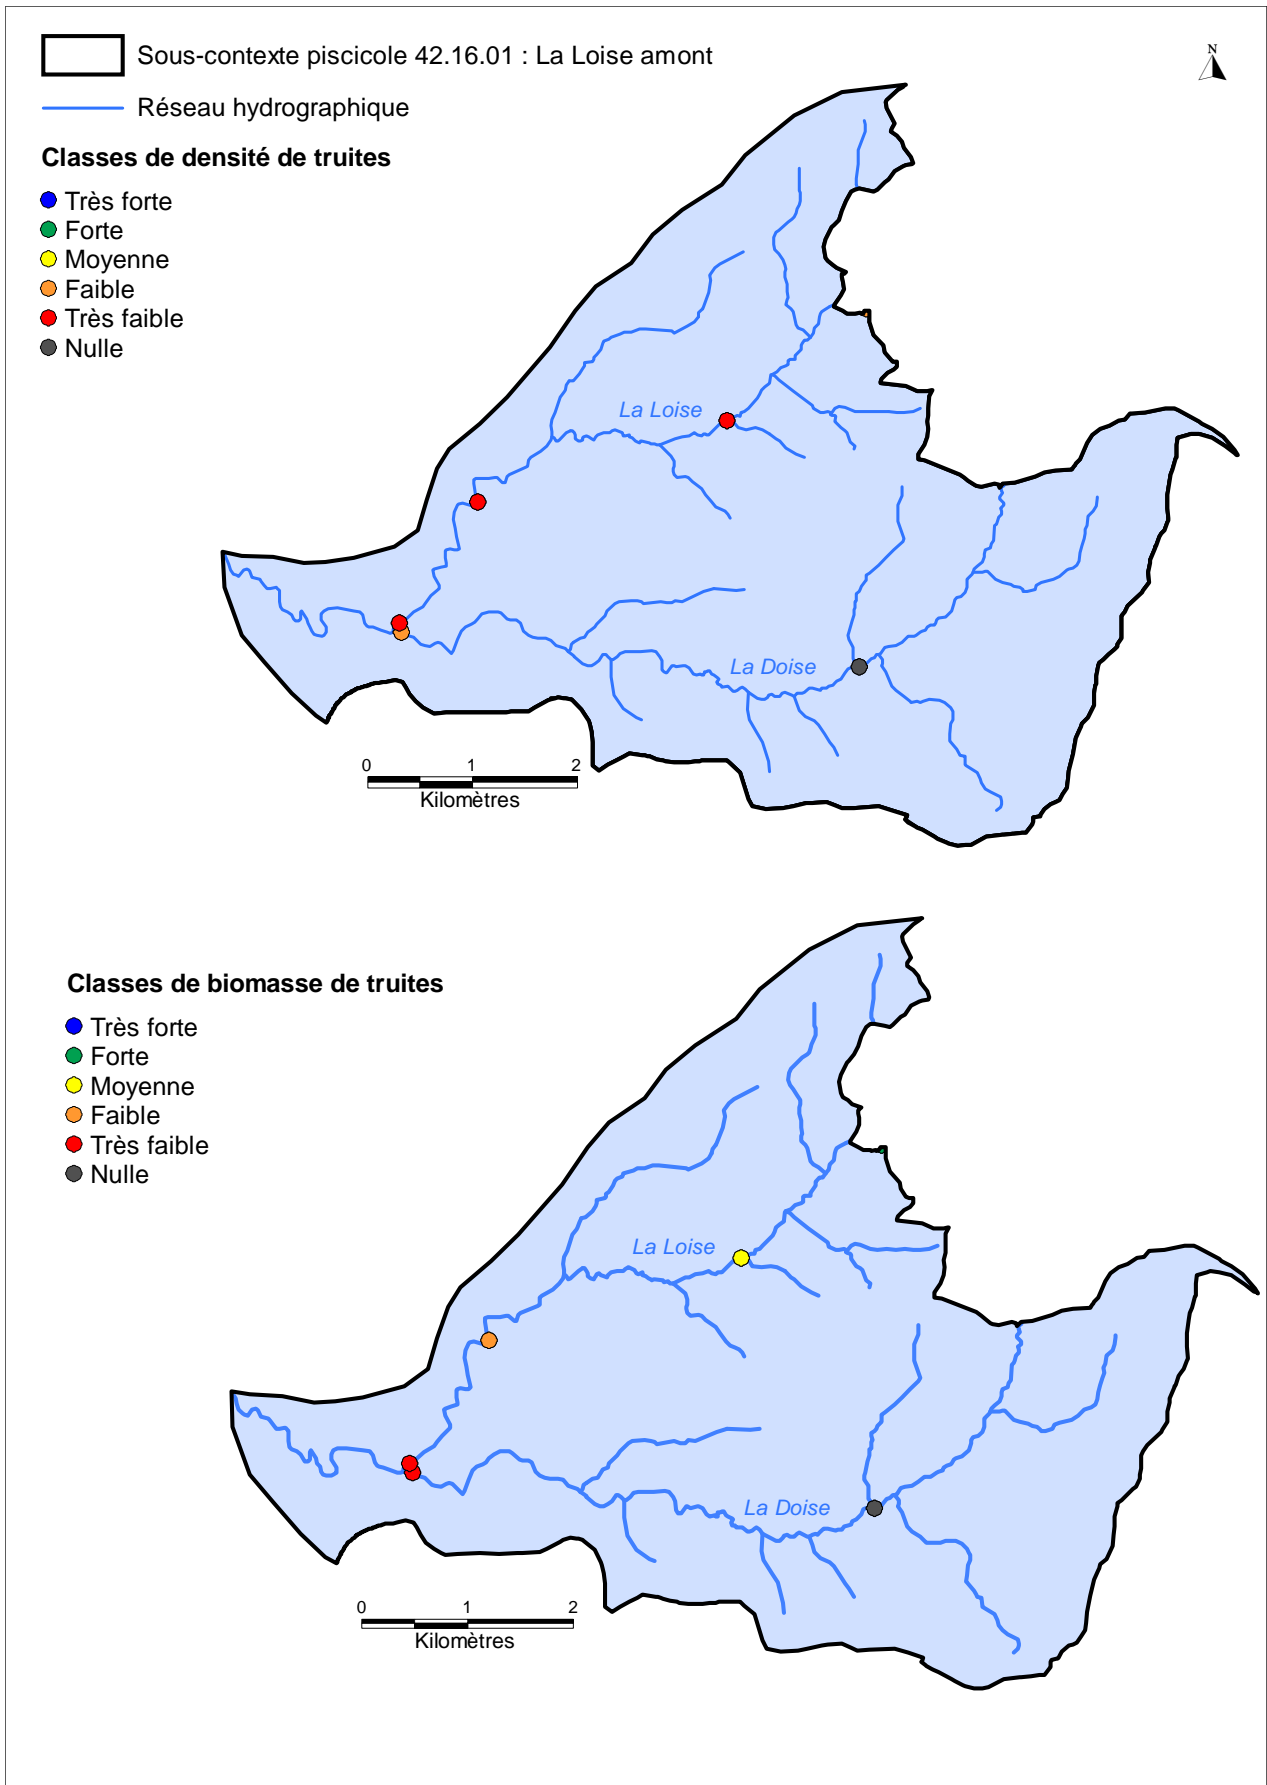 Sous-contexte piscicole 42.16.01 : La Loise amont
N
Réseau hydrographique
Classes de densité de truites
Très forte
Forte
Moyenne
Faible
Très faible
Nulle
La Loise
La Doise
0 1 2
Kilomètres
Classes de biomasse de truites
Très forte
Forte
Moyenne
Faible
Très faible
Nulle
La Loise
La Doise
0 1 2
Kilomètres